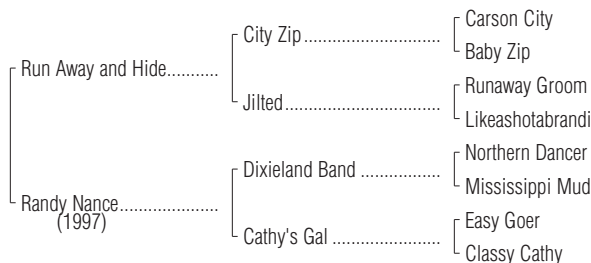 Carson City
City Zip
Baby Zip
Run Away and Hide
Runaway Groom
Jilted
Likeashotabrandi
Northern Dancer
Dixieland Band
Mississippi Mud
Randy Nance
(1997)
Easy Goer
Cathy's Gal
Classy Cathy